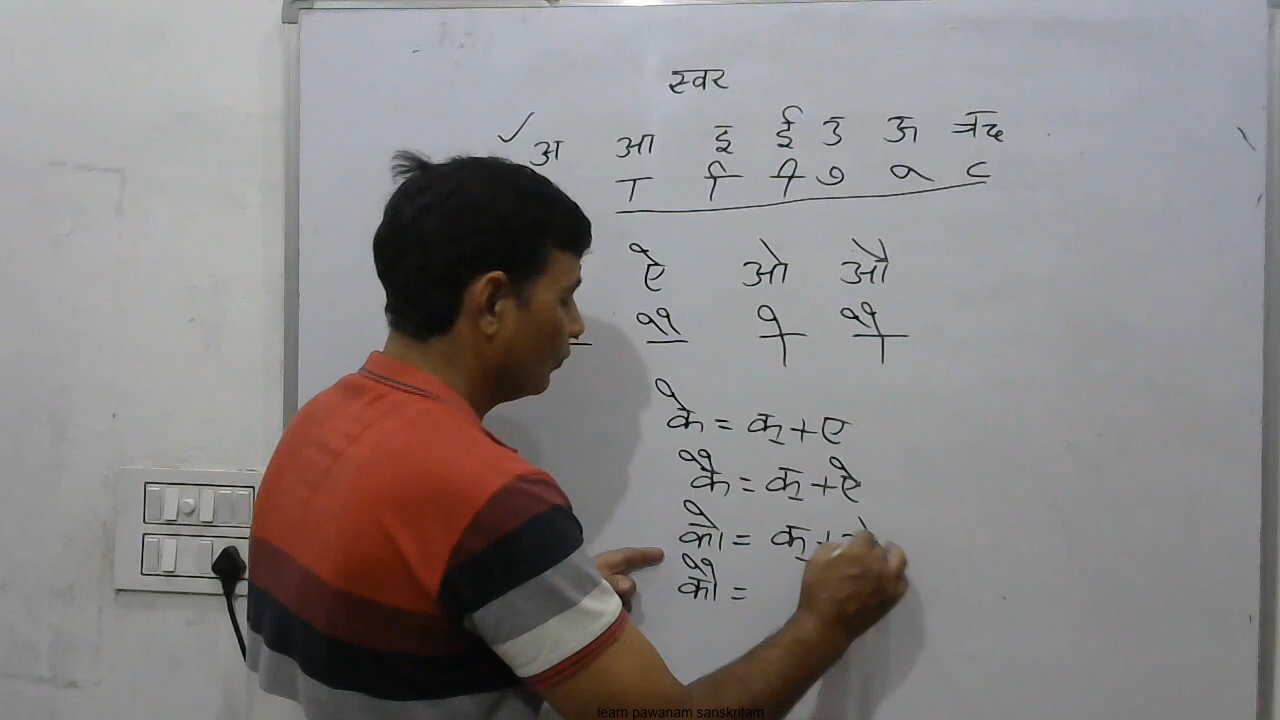 स्वर
अ आ इ ई उ ऊ ऋ
ा ि ी ु ू ृ
ऐ ओ औ
ै ो ौ
के = क् + ए
कै = क् + ऐ
को = क् +
कौ =
learn pawanam sanskritam